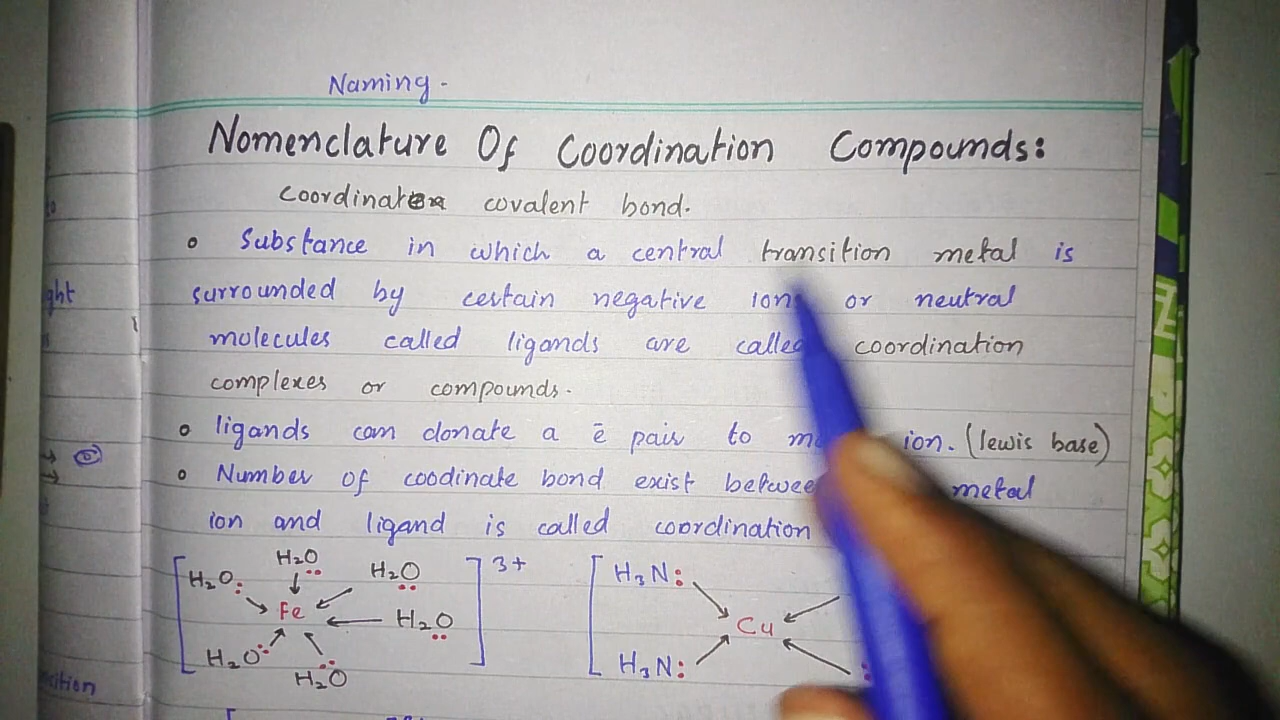 Naming -
Nomenclature Of Coordination Compounds:
Coordinate covalent bond.
• Substance in which a central transition metal is
surrounded by certain negative ions or neutral
molecules called ligands are called coordination
complexes or compounds.
• ligands can donate a ē pair to ion. (lewis base)
• Number of coodinate bond exist metal
ion and ligand is called coordination
[Fe H₂O H₂O H₂O H₂O H₂O H₂O]3+
[Cu H₃N: H₃N:
ght